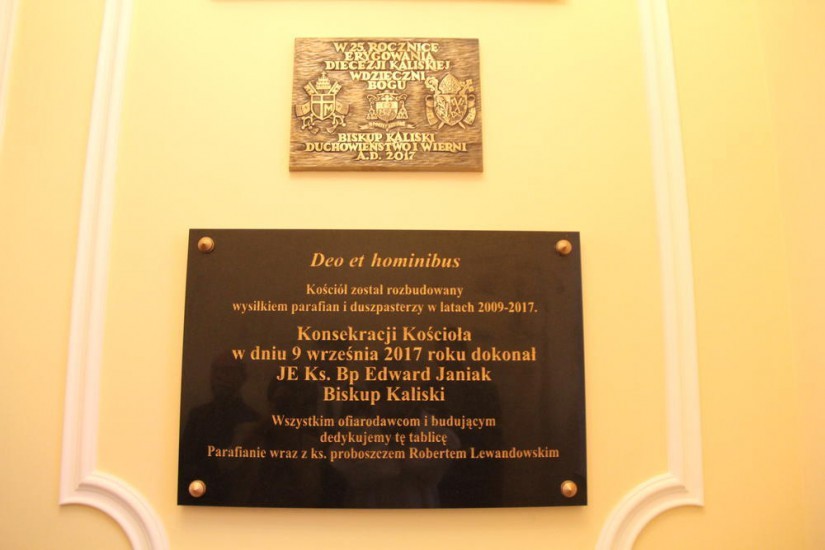 W 25 ROCZNICĘ
ERYGOWANIA
DIECEZJI KALISKIEJ
WDZIĘCZNI
BOGU
BISKUP KALISKI
DUCHOWIEŃSTWO I WIERNI
A.D. 2017
Deo et hominibus
Kościół został rozbudowany
wysiłkiem parafian i duszpasterzy w latach 2009-2017.
Konsekracji Kościoła
w dniu 9 września 2017 roku dokonał
JE Ks. Bp Edward Janiak
Biskup Kaliski
Wszystkim ofiarodawcom i budującym
dedykujemy tę tablicę
Parafianie wraz z ks. proboszczem Robertem Lewandowskim